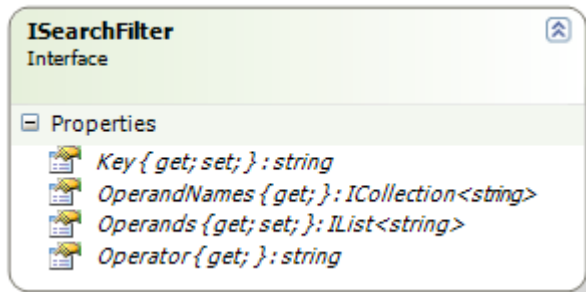 ISearchFilter
Interface
Properties
Key { get; set; } : string
OperandNames { get; } : ICollection<string>
Operands {get; set; }: IList<string>
Operator { get; } : string